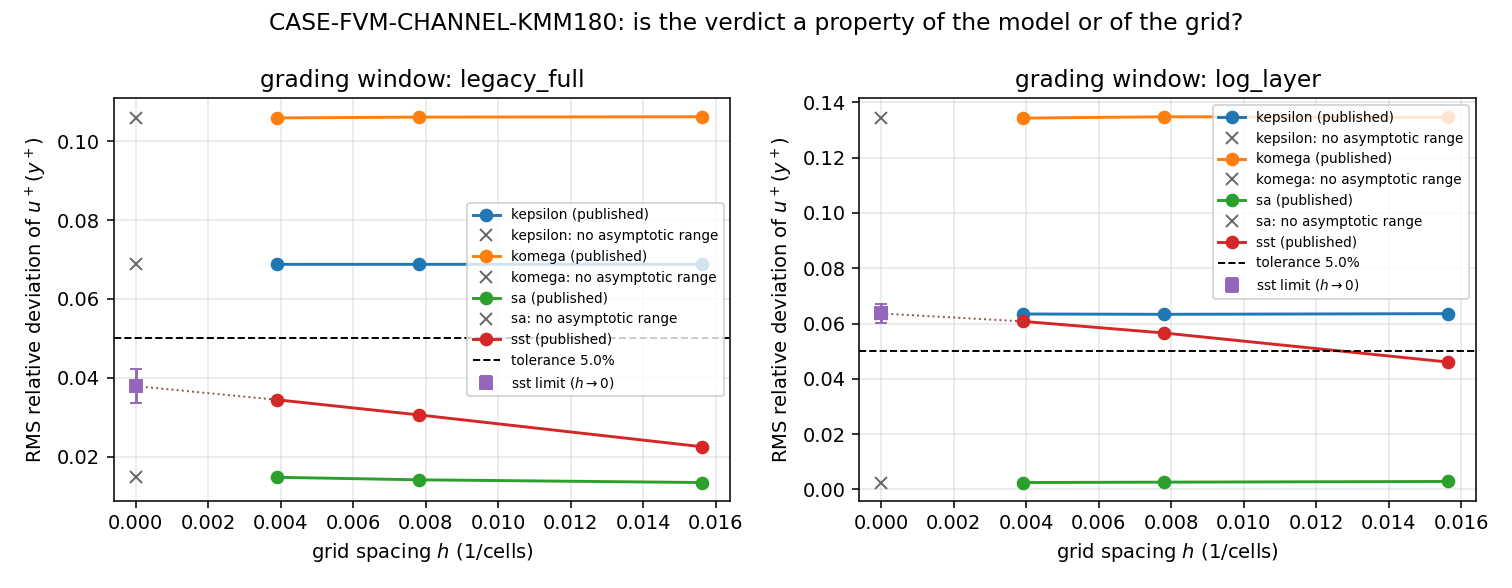 CASE-FVM-CHANNEL-KMM180: is the verdict a property of the model or of the grid?
grading window: legacy_full
RMS relative deviation of u⁺(y⁺)
0.10
0.08
0.06
0.04
0.02
kepsilon (published)
kepsilon: no asymptotic range
komega (published)
komega: no asymptotic range
sa (published)
sa: no asymptotic range
sst (published)
tolerance 5.0%
sst limit (h→0)
0.000 0.002 0.004 0.006 0.008 0.010 0.012 0.014 0.016
grid spacing h (1/cells)
grading window: log_layer
RMS relative deviation of u⁺(y⁺)
0.14
0.12
0.10
0.08
0.06
0.04
0.02
0.00
kepsilon (published)
kepsilon: no asymptotic range
komega (published)
komega: no asymptotic range
sa (published)
sa: no asymptotic range
sst (published)
tolerance 5.0%
sst limit (h→0)
0.000 0.002 0.004 0.006 0.008 0.010 0.012 0.014 0.016
grid spacing h (1/cells)